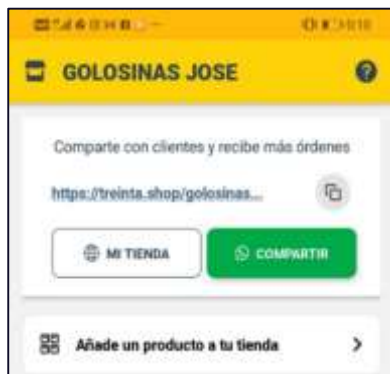 GOLOSINAS JOSE
Comparte con clientes y recibe más órdenes
https://treinta.shop/golosinas...
MI TIENDA
COMPARTIR
Añade un producto a tu tienda